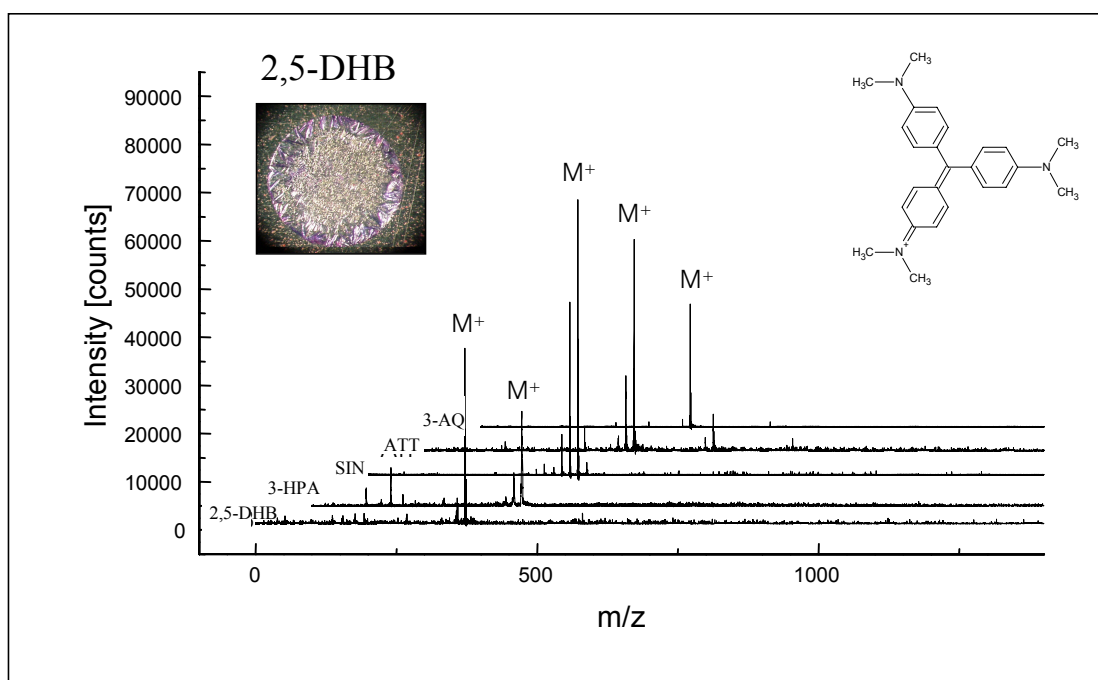 2,5-DHB
Intensity [counts]
90000
80000
70000
60000
50000
40000
30000
20000
10000
0
M⁺
M⁺
M⁺
M⁺
M⁺
3-AQ
ATT
SIN
3-HPA
2,5-DHB
0
500
1000
m/z
CH₃
H₃C
N
CH₃
N
CH₃
H₃C
N⁺
CH₃